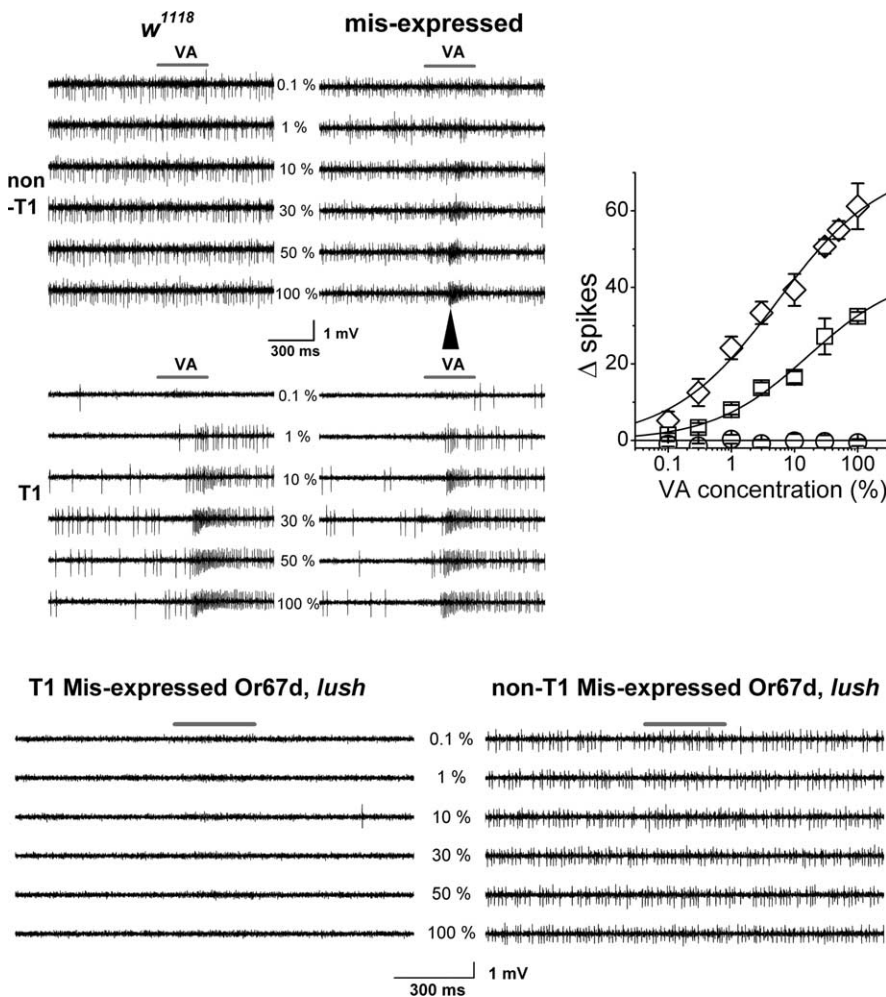 w1118
mis-expressed
VA
VA
0.1 %
1 %
10 %
30 %
50 %
100 %
non
-T1
1 mV
300 ms
VA
VA
0.1 %
1 %
10 %
30 %
50 %
100 %
T1
60
40
20
0
Δ spikes
0.1 1 10 100
VA concentration (%)
T1 Mis-expressed Or67d, lush
non-T1 Mis-expressed Or67d, lush
0.1 %
1 %
10 %
30 %
50 %
100 %
1 mV
300 ms